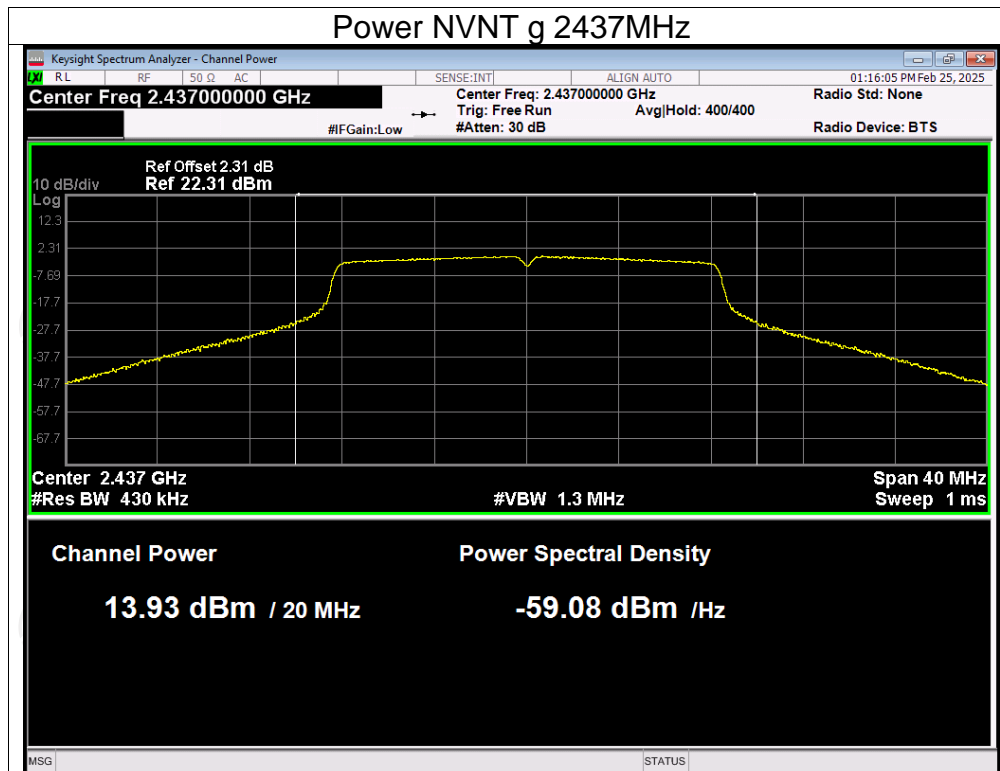 Power NVNT g 2437MHz
Keysight Spectrum Analyzer - Channel Power
LXI RL RF 50 Ω AC SENSE:INT ALIGN AUTO 01:16:05 PM Feb 25, 2025
Center Freq 2.437000000 GHz Center Freq: 2.437000000 GHz Radio Std: None
Trig: Free Run Avg|Hold: 400/400
#IFGain:Low #Atten: 30 dB Radio Device: BTS
Ref Offset 2.31 dB
10 dB/div Ref 22.31 dBm
Log
12.3
2.31
-7.69
-17.7
-27.7
-37.7
-47.7
-57.7
-67.7
Center 2.437 GHz Span 40 MHz
#Res BW 430 kHz #VBW 1.3 MHz Sweep 1 ms
Channel Power Power Spectral Density
13.93 dBm / 20 MHz -59.08 dBm /Hz
MSG STATUS